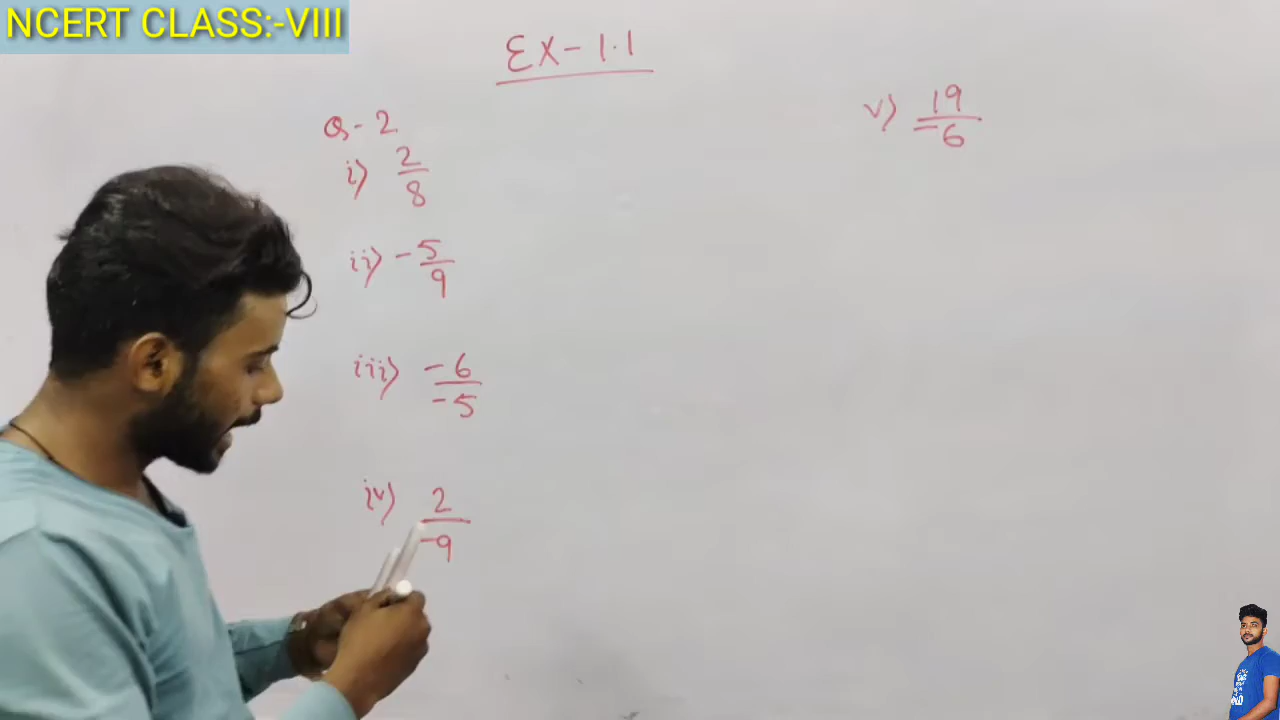 NCERT CLASS:-VIII
EX - 1.1
Q - 2
i) 2/8
ii) -5/9
iii) -6/-5
iv) 2/-9
v) 19/-6